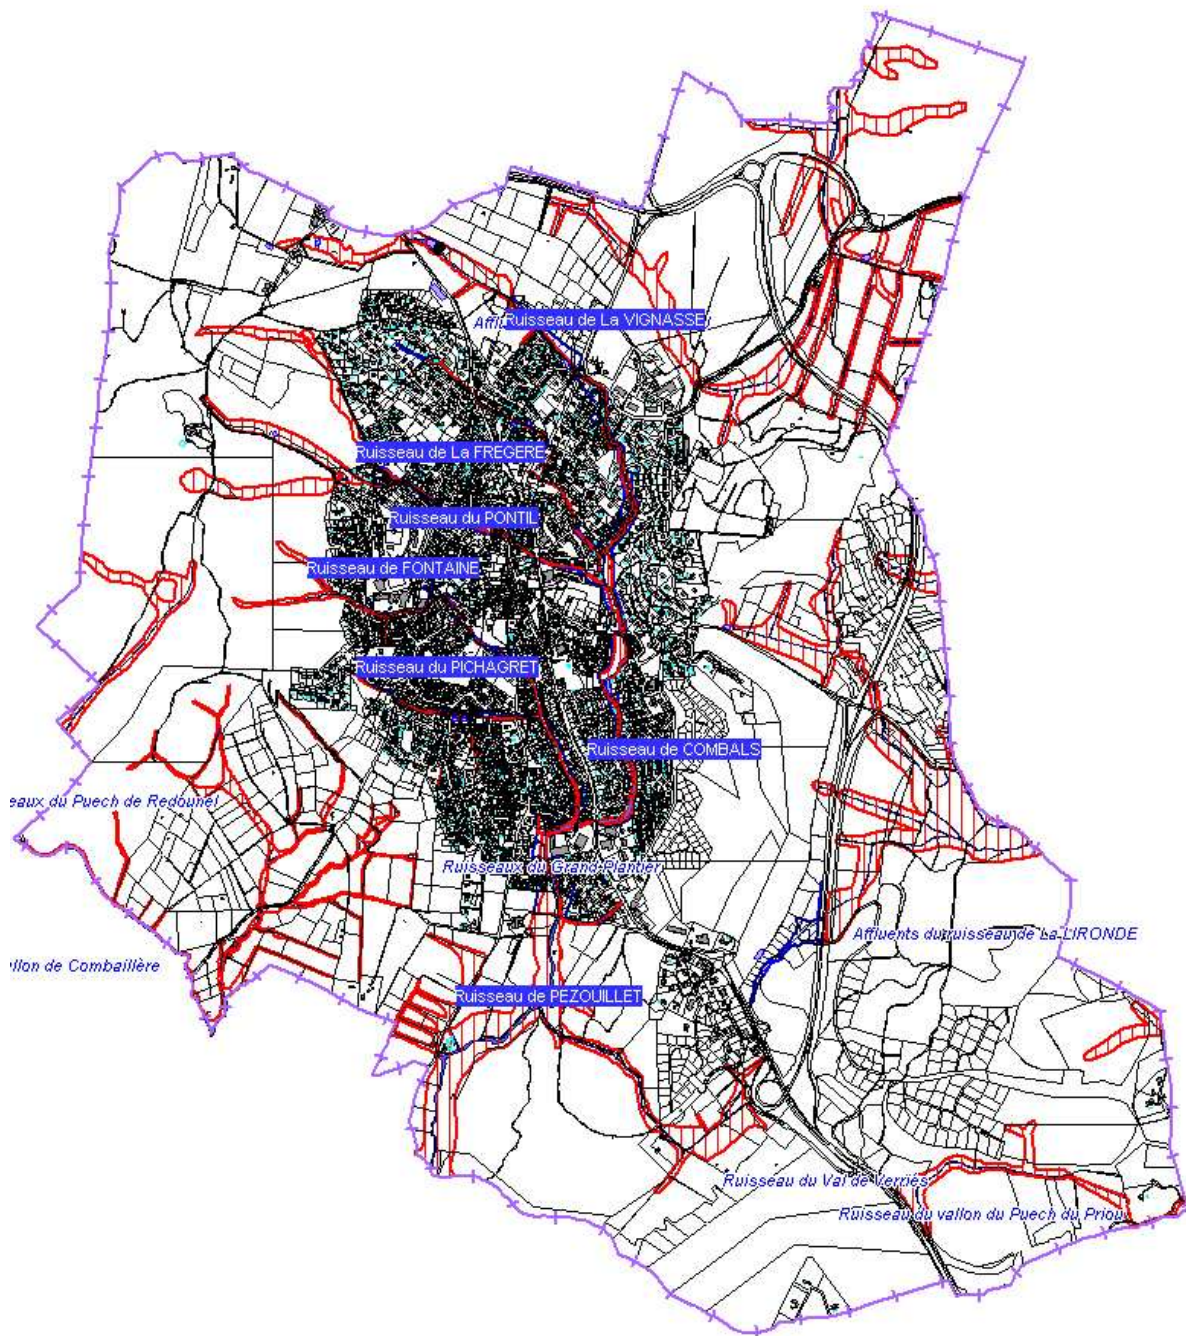 Ruisseau de La VIGNASSE
Ruisseau de La FREGERE
Ruisseau du PONTIL
Ruisseau de FONTAINE
Ruisseau du PICHAGRET
Ruisseau de COMBALS
eaux du Puech de Redounel
Ruisseaux du Grand Plantier
Affluents du ruisseau de La LIRONDE
allon de Combaillère
Ruisseau de PEZOUILLET
Ruisseau du Val de Verriés
Ruisseau du vallon du Puech du Priou